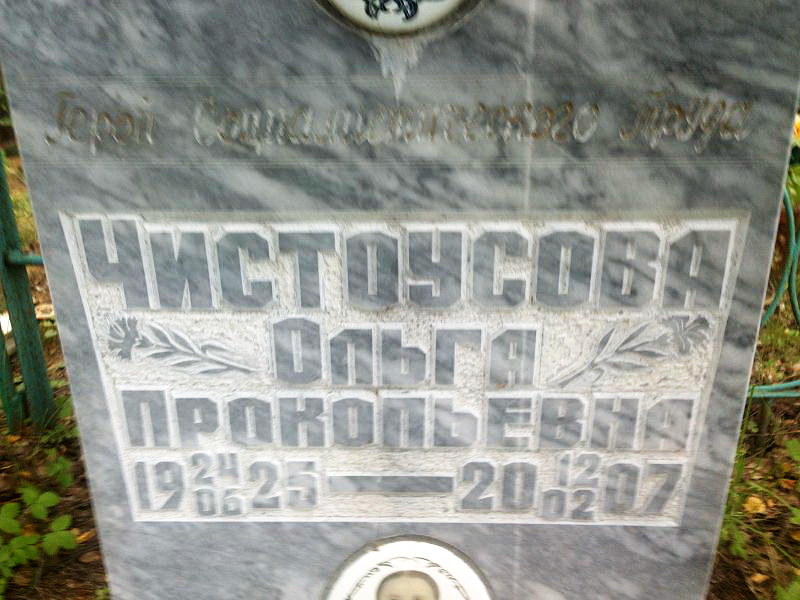 Герой Социалистического Труда
ЧИСТОУСОВА
ОЛЬГА
ПРОКОПЬЕВНА
19 24/06 25 — 20 12/02 07